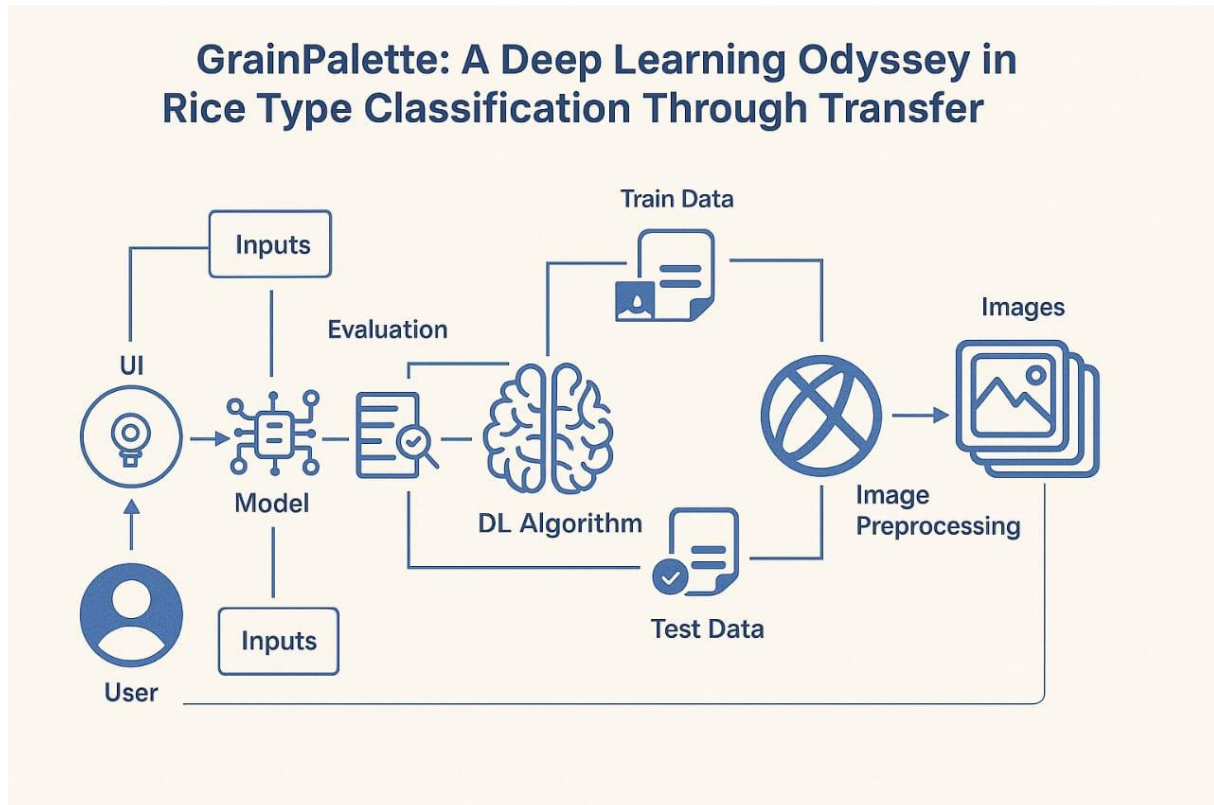 GrainPalette: A Deep Learning Odyssey in
Rice Type Classification Through Transfer
Train Data
Inputs
Images
Evaluation
UI
Model
DL Algorithm
Image
Preprocessing
Test Data
Inputs
User